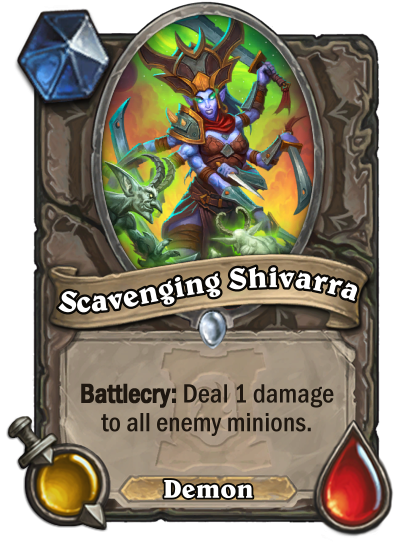 Scavenging Shivarra
Battlecry: Deal 1 damage
to all enemy minions.
Demon